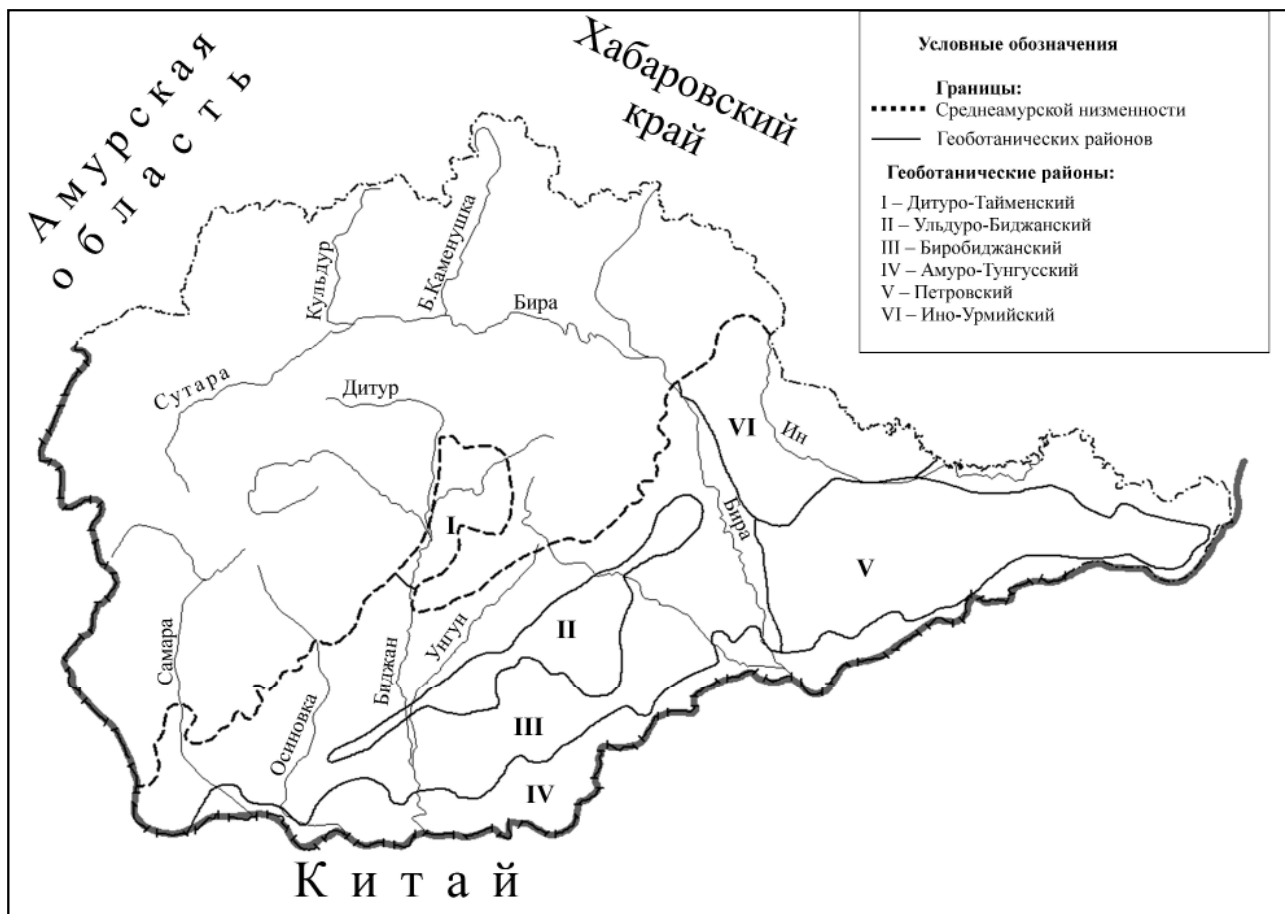 Амурская
область
Хабаровский
край
Условные обозначения
Границы:
Среднеамурской низменности
Геоботанических районов
Геоботанические районы:
I – Дитуро-Тайменский
II – Ульдуро-Биджанский
III – Биробиджанский
IV – Амуро-Тунгусский
V – Петровский
VI – Ино-Урмийский
Кульдур
Б.Каменушка
Бира
Сутара
Дитур
VI
Ин
I
Бира
V
II
Унгун
Биджан
Самара
Осиновка
III
IV
Китай